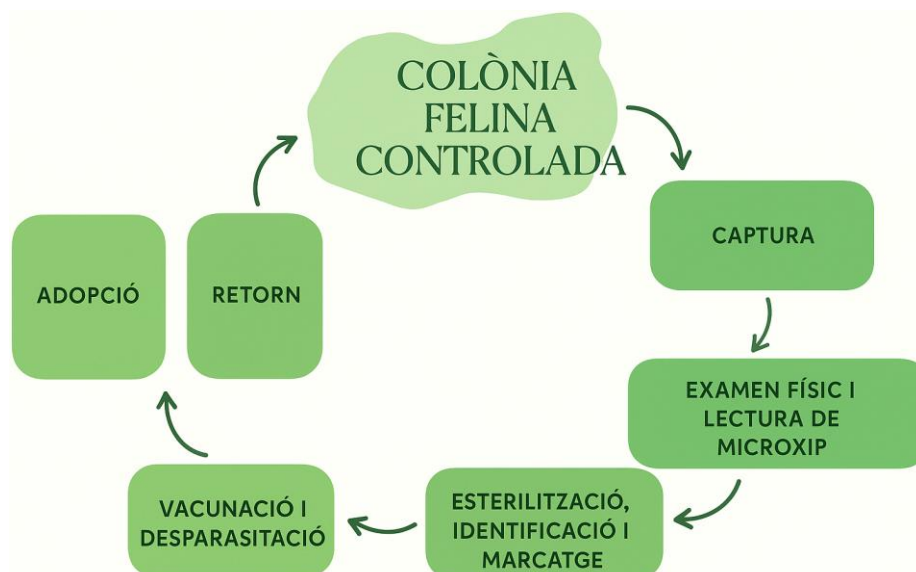 COLÒNIA
FELINA
CONTROLADA
CAPTURA
EXAMEN FÍSIC I
LECTURA DE
MICROXIP
ESTERILITZACIÓ,
IDENTIFICACIÓ I
MARCATGE
VACUNACIÓ I
DESPARASITACIÓ
ADOPCIÓ
RETORN